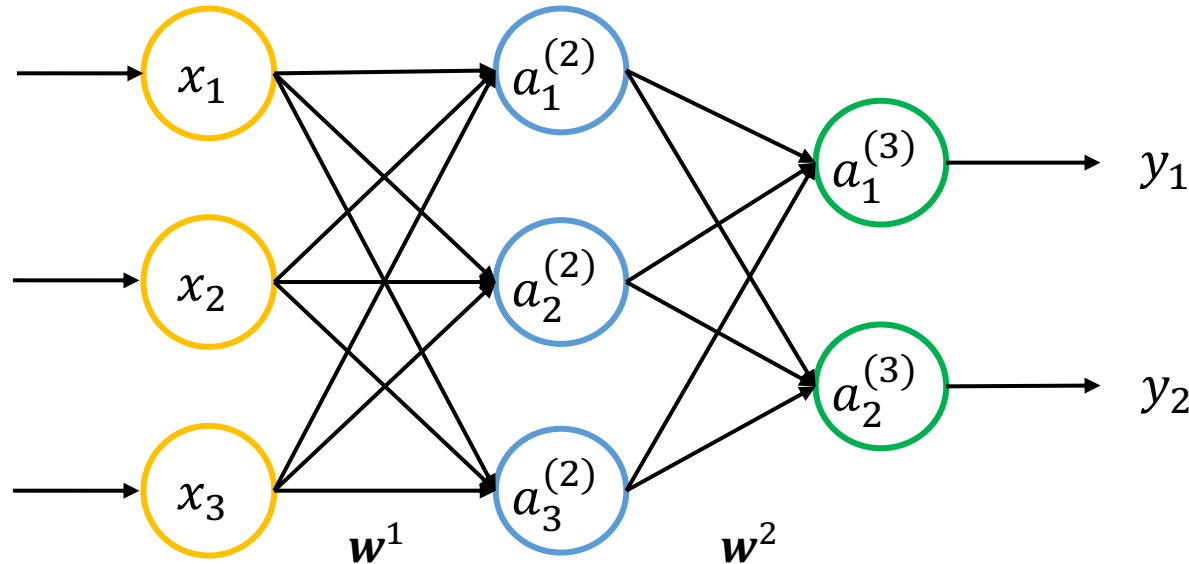 x₁
a₁⁽²⁾
a₁⁽³⁾
y₁
x₂
a₂⁽²⁾
a₂⁽³⁾
y₂
x₃
a₃⁽²⁾
w¹
w²